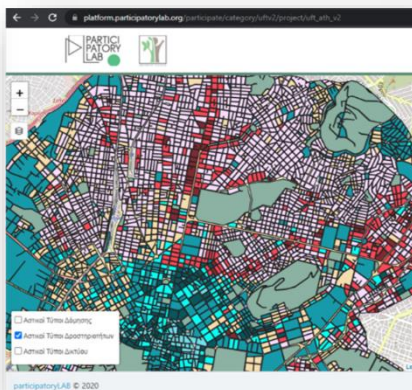 platform.participatorylab.org/participate/category/uftv2/project/uft_ath_v2
PARTICI
PATORY
LAB
+
−
Αστικοί Τύποι Δόμησης
Αστικοί Τύποι Δραστηριοτήτων
Αστικοί Τύποι Δικτύου
participatoryLAB © 2020